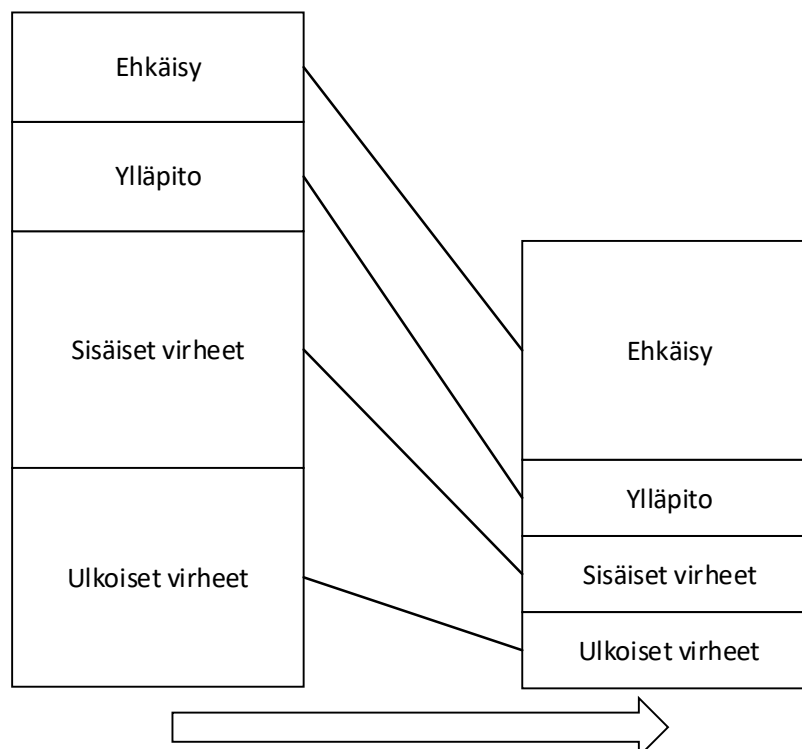 Ehkäisy
Ylläpito
Sisäiset virheet
Ulkoiset virheet
Ehkäisy
Ylläpito
Sisäiset virheet
Ulkoiset virheet